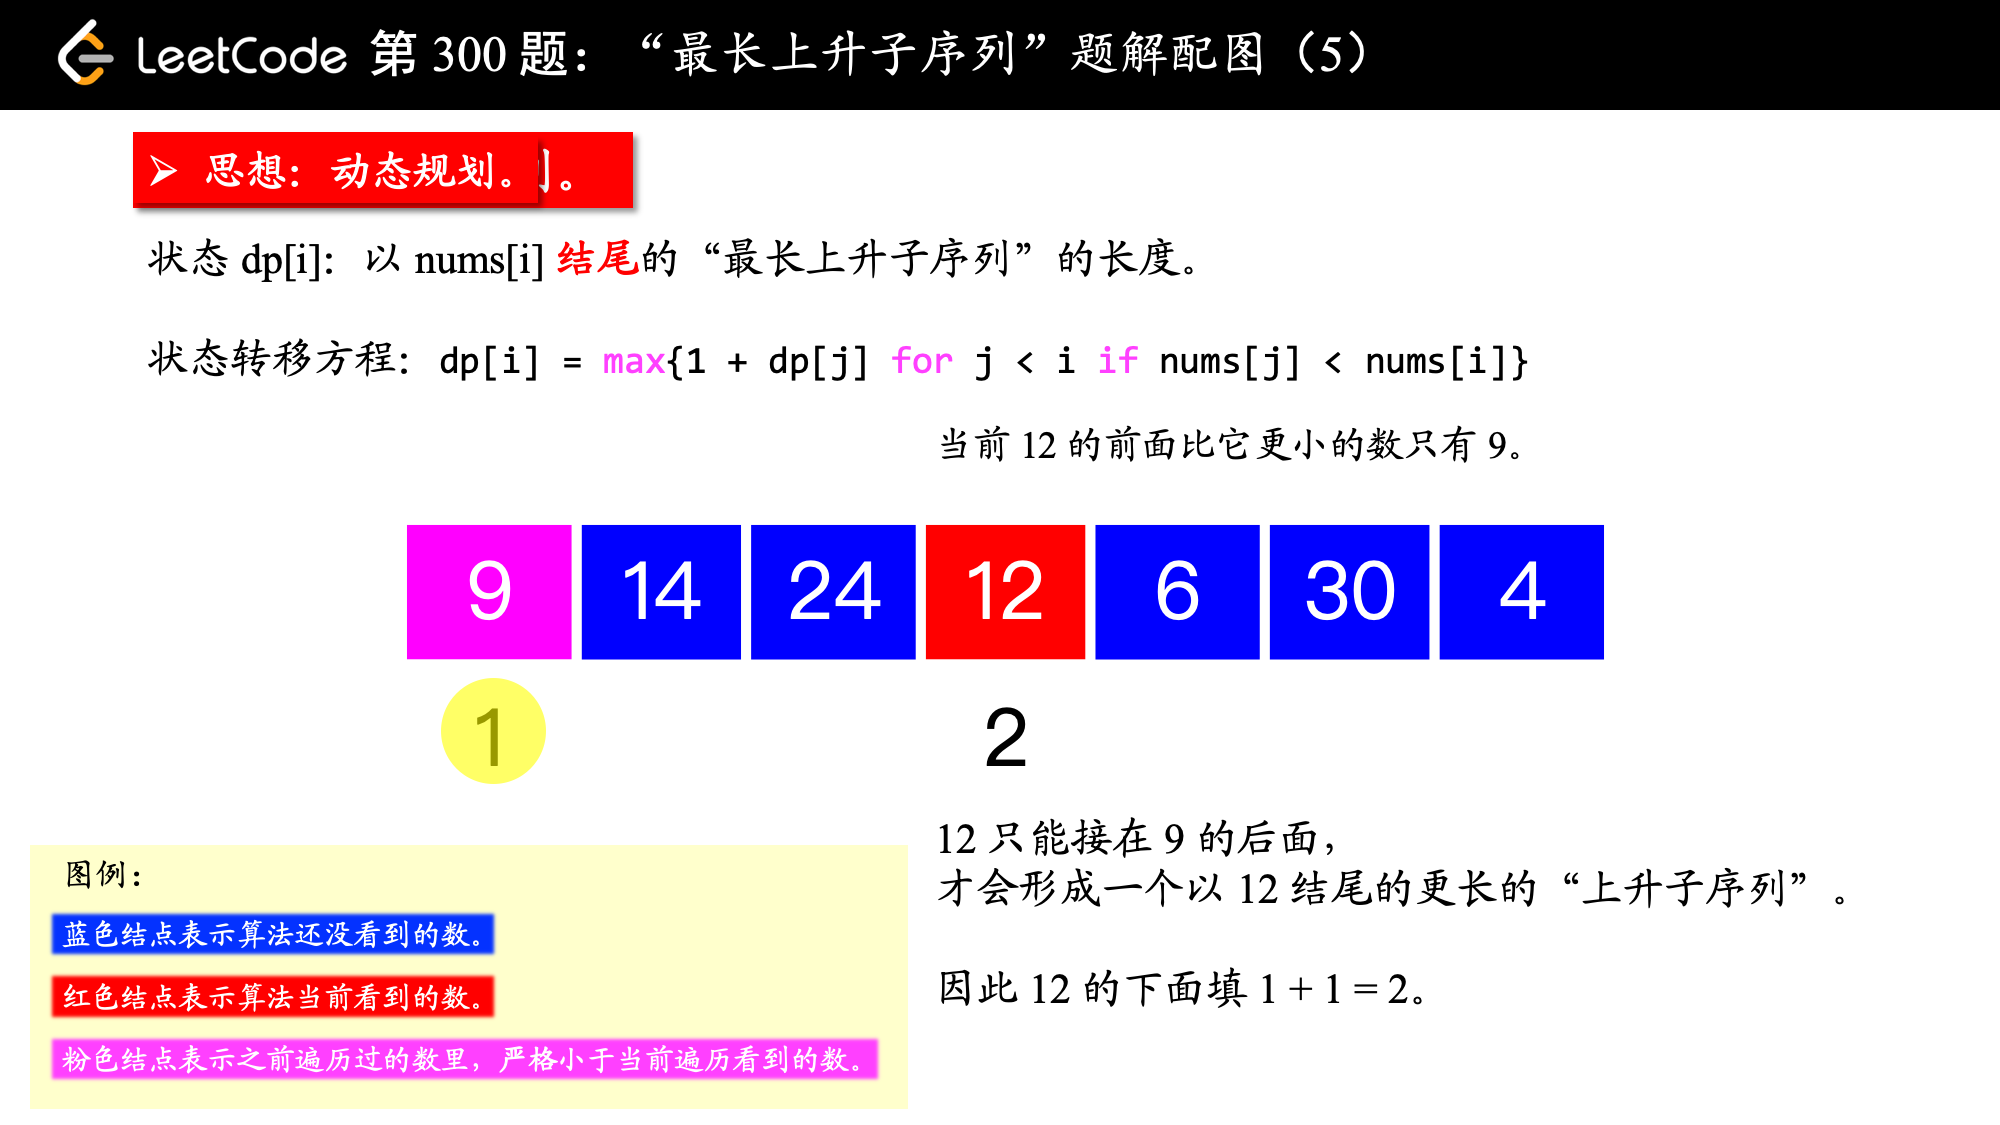 LeetCode 第 300 题：“最长上升子序列”题解配图（5）
➢ 思想：动态规划。
状态 dp[i]：以 nums[i] 结尾的“最长上升子序列”的长度。
状态转移方程：dp[i] = max{1 + dp[j] for j < i if nums[j] < nums[i]}
当前 12 的前面比它更小的数只有 9。
9 14 24 12 6 30 4
1 2
12 只能接在 9 的后面，
才会形成一个以 12 结尾的更长的“上升子序列”。
因此 12 的下面填 1 + 1 = 2。
图例：
蓝色结点表示算法还没看到的数。
红色结点表示算法当前看到的数。
粉色结点表示之前遍历过的数里，严格小于当前遍历看到的数。